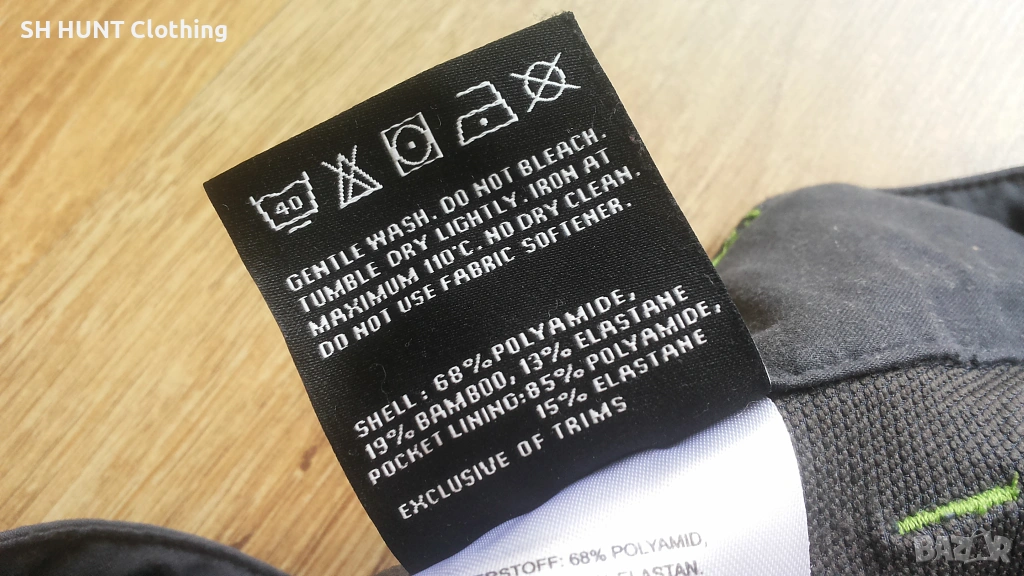 SH HUNT Clothing
40
GENTLE WASH. DO NOT BLEACH.
TUMBLE DRY LIGHTLY. IRON AT
MAXIMUM 110°C. NO DRY CLEAN.
DO NOT USE FABRIC SOFTENER.
SHELL: 68% POLYAMIDE,
19% BAMBOO, 13% ELASTANE
POCKET LINING:85% POLYAMIDE,
15% ELASTANE
EXCLUSIVE OF TRIMS
68% POLYAMID,
ELASTAN.
BAZAR